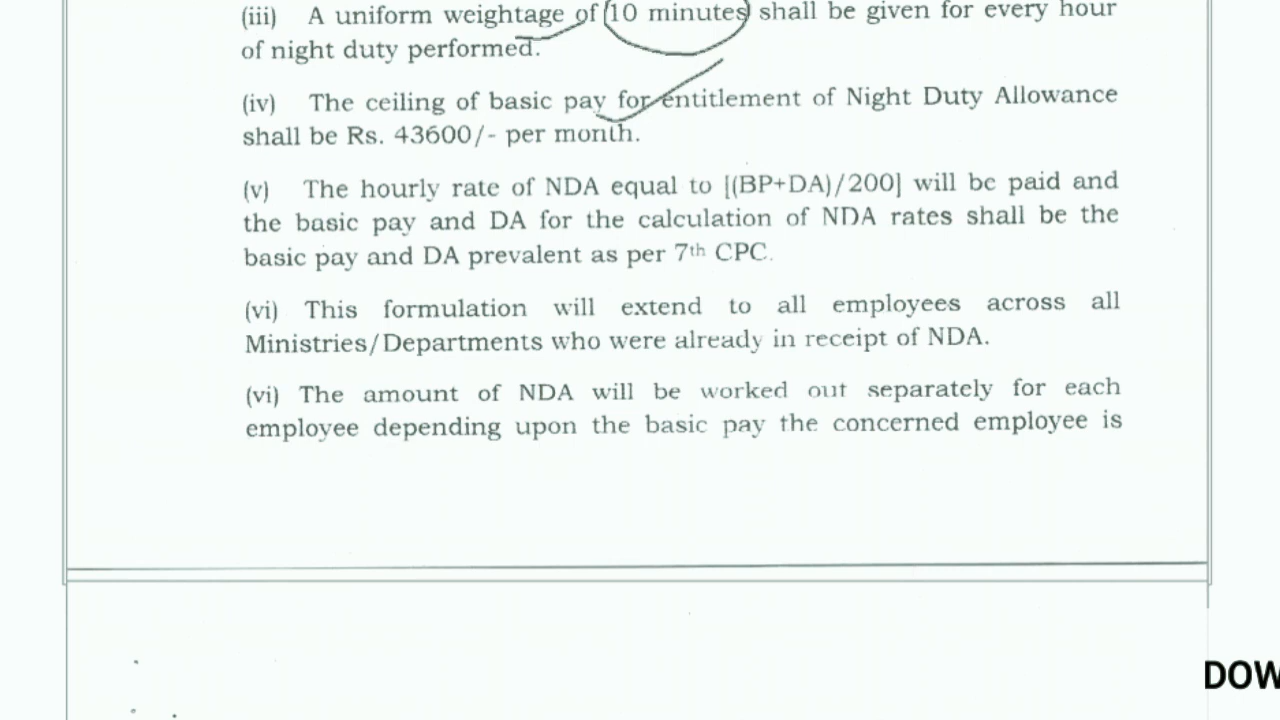 (iii) A uniform weightage of 10 minutes shall be given for every hour
of night duty performed.
(iv) The ceiling of basic pay for entitlement of Night Duty Allowance
shall be Rs. 43600/- per month.
(v) The hourly rate of NDA equal to [(BP+DA)/200] will be paid and
the basic pay and DA for the calculation of NDA rates shall be the
basic pay and DA prevalent as per 7th CPC.
(vi) This formulation will extend to all employees across all
Ministries/Departments who were already in receipt of NDA.
(vi) The amount of NDA will be worked out separately for each
employee depending upon the basic pay the concerned employee is
DOW